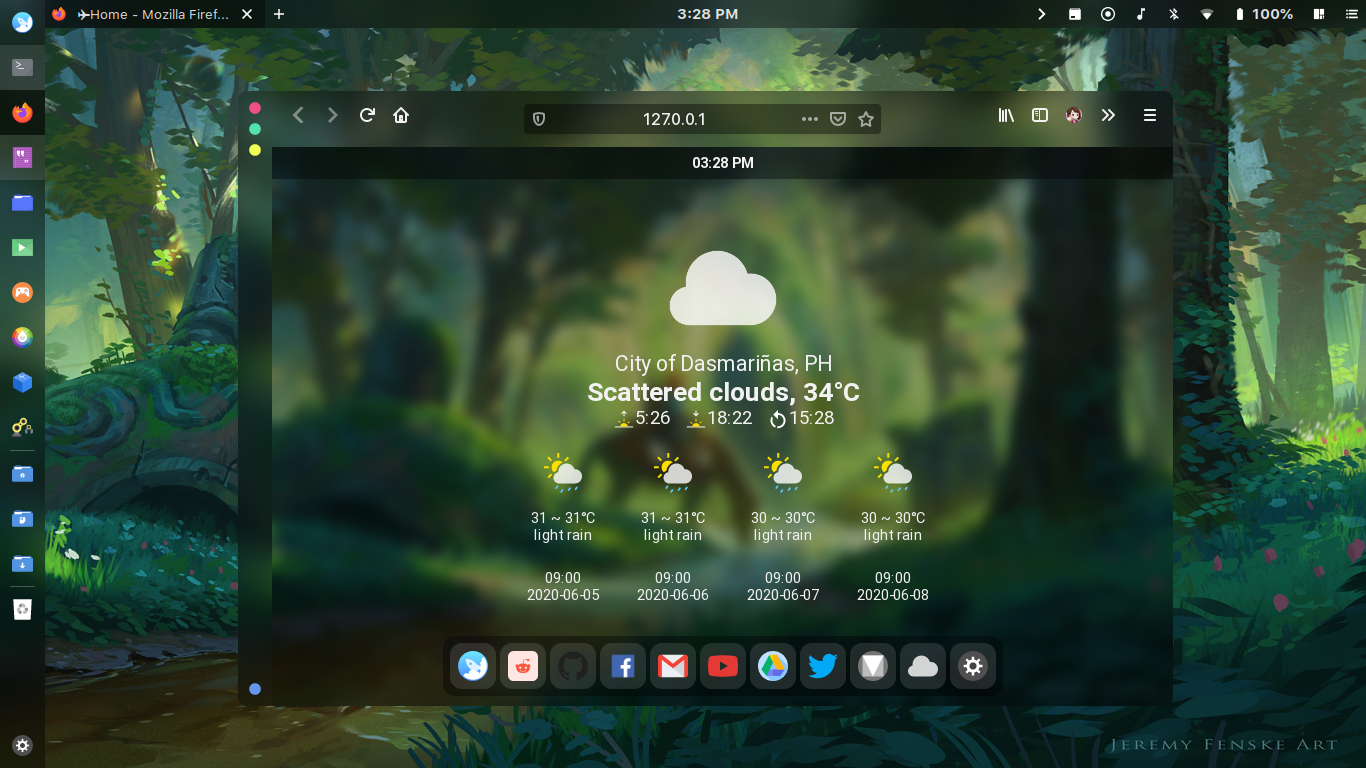 ✈Home - Mozilla Firef...
3:28 PM
100%
127.0.0.1
03:28 PM
City of Dasmariñas, PH
Scattered clouds, 34°C
5:26 18:22 15:28
31 ~ 31°C 31 ~ 31°C 30 ~ 30°C 30 ~ 30°C
light rain light rain light rain light rain
09:00 09:00 09:00 09:00
2020-06-05 2020-06-06 2020-06-07 2020-06-08
JEREMY FENSKE ART